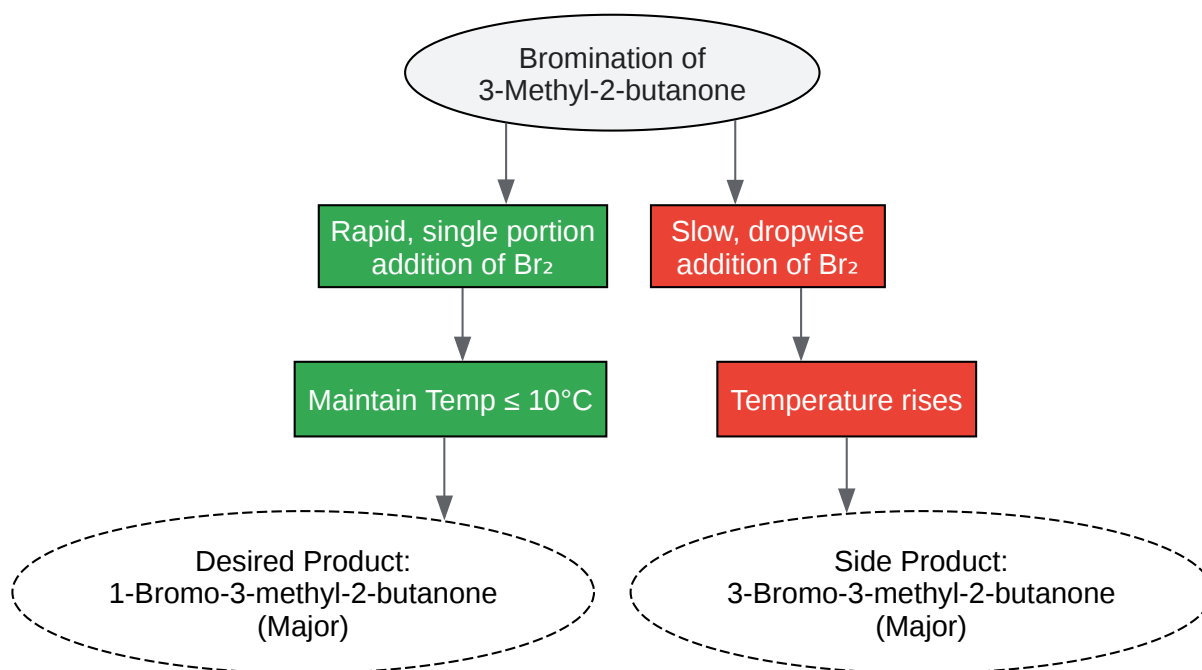 Bromination of
3-Methyl-2-butanone
Rapid, single portion
addition of Br₂
Slow, dropwise
addition of Br₂
Maintain Temp ≤ 10°C
Temperature rises
Desired Product:
1-Bromo-3-methyl-2-butanone
(Major)
Side Product:
3-Bromo-3-methyl-2-butanone
(Major)